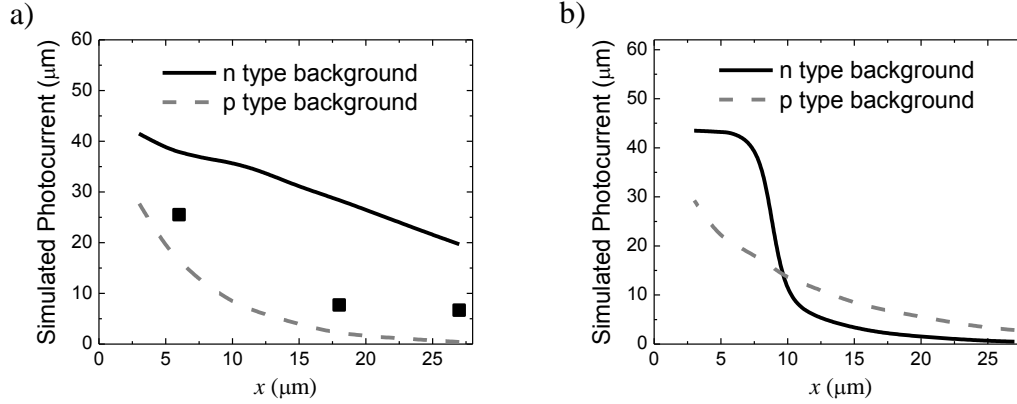 a)
60
50
40
30
20
10
0
Simulated Photocurrent (μm)
n type background
p type background
0 5 10 15 20 25
x (μm)
b)
60
50
40
30
20
10
0
Simulated Photocurrent (μm)
n type background
p type background
0 5 10 15 20 25
x (μm)